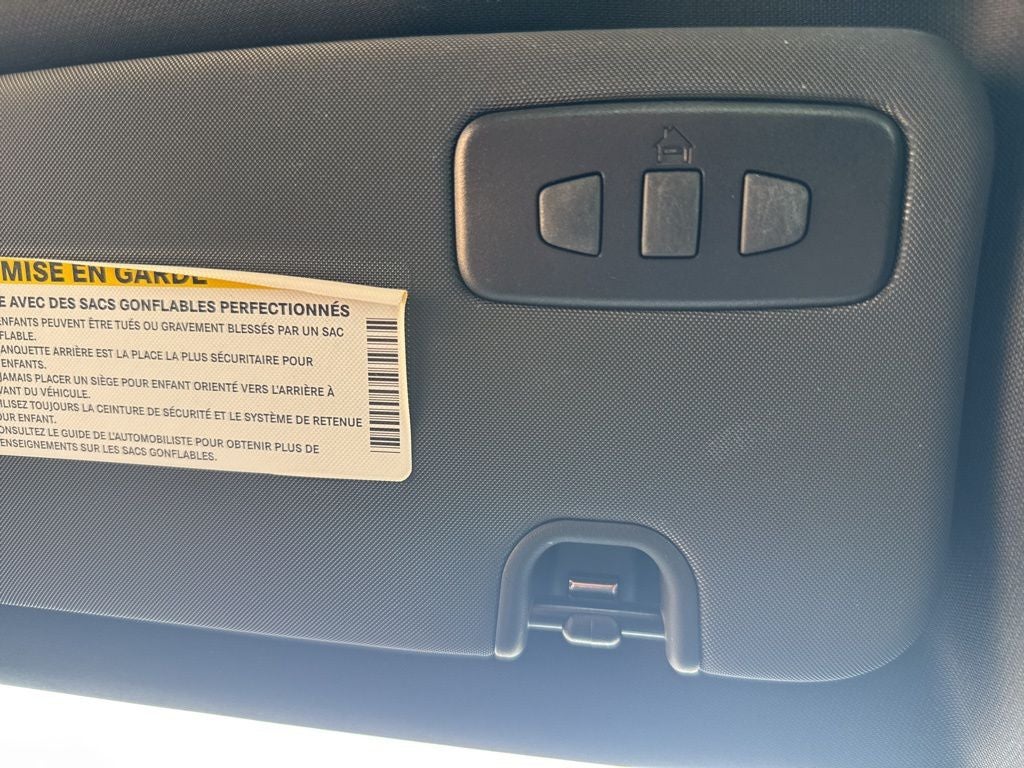 MISE EN GARDE
E AVEC DES SACS GONFLABLES PERFECTIONNÉS
ENFANTS PEUVENT ÊTRE TUÉS OU GRAVEMENT BLESSÉS PAR UN SAC
FLABLE.
ANQUETTE ARRIÈRE EST LA PLACE LA PLUS SÉCURITAIRE POUR
ENFANTS.
JAMAIS PLACER UN SIÈGE POUR ENFANT ORIENTÉ VERS L'ARRIÈRE À
VANT DU VÉHICULE.
ILISEZ TOUJOURS LA CEINTURE DE SÉCURITÉ ET LE SYSTÈME DE RETENUE
OUR ENFANT.
ONSULTEZ LE GUIDE DE L'AUTOMOBILISTE POUR OBTENIR PLUS DE
ENSEIGNEMENTS SUR LES SACS GONFLABLES.